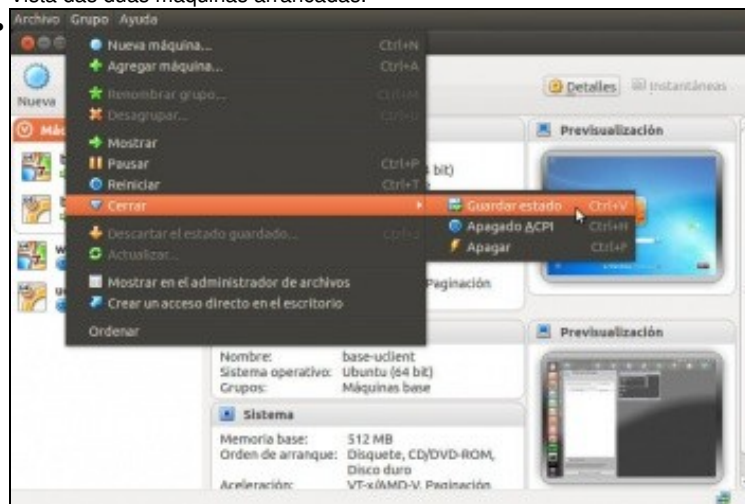 Vista das dúas máquinas arrancadas.
Archivo Grupo Ayuda
Nueva máquina... Ctrl+N
Agregar máquina... Ctrl+A
Renombrar grupo... Ctrl+M
Desagrupar... Ctrl+U
Mostrar
Pausar Ctrl+P
Reiniciar Ctrl+T
Cerrar
Descartar el estado guardado... Ctrl+J
Actualizar...
Mostrar en el administrador de archivos
Crear un acceso directo en el escritorio
Ordenar
Guardar estado Ctrl+V
Apagado ACPI Ctrl+H
Apagar Ctrl+F
Nueva
Detalles Instantáneas
Previsualización
bit)
Paginación
Previsualización
Nombre: base-uclient
Sistema operativo: Ubuntu (64 bit)
Grupos: Máquinas base
Sistema
Memoria base: 512 MB
Orden de arranque: Disquete, CD/DVD-ROM,
Disco duro
Aceleración: VT-x/AMD-V, Paginación